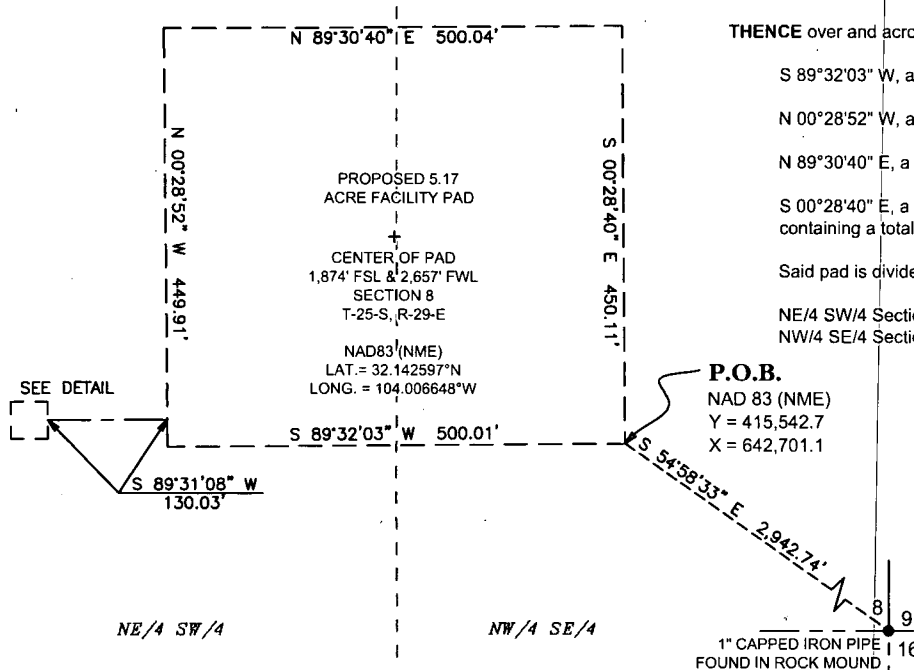 N 89°30'40" E 500.04'
N 00°28'52" W 449.91'
S 00°28'40" E 450.11'
PROPOSED 5.17
ACRE FACILITY PAD
CENTER OF PAD
1,874' FSL & 2,657' FWL
SECTION 8
T-25-S, R-29-E
NAD83 (NME)
LAT.= 32.142597°N
LONG. = 104.006648°W
SEE DETAIL
S 89°31'08" W
130.03'
S 89°32'03" W 500.01'
P.O.B.
NAD 83 (NME)
Y = 415,542.7
X = 642,701.1
S 54°58'33" E 2,942.74'
NE/4 SW/4
NW/4 SE/4
8 9
16
1" CAPPED IRON PIPE
FOUND IN ROCK MOUND
THENCE over and acro
S 89°32'03" W, a
N 00°28'52" W, a
N 89°30'40" E, a
S 00°28'40" E, a
containing a total
Said pad is divide
NE/4 SW/4 Sectio
NW/4 SE/4 Sectio